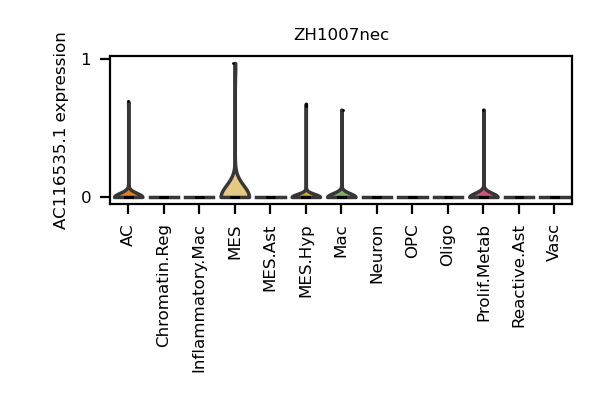 ZH1007nec
AC116535.1 expression
1
0
AC
Chromatin.Reg
Inflammatory.Mac
MES
MES.Ast
MES.Hyp
Mac
Neuron
OPC
Oligo
Prolif.Metab
Reactive.Ast
Vasc